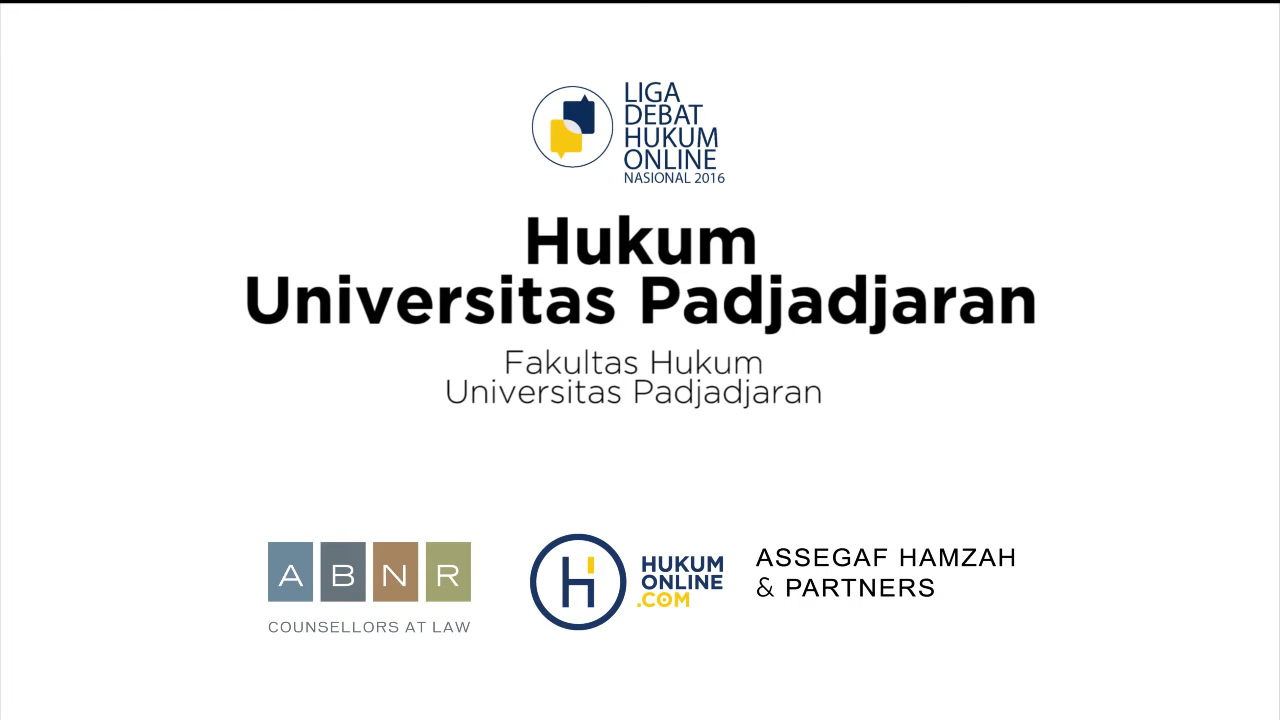 LIGA
DEBAT
HUKUM
ONLINE
NASIONAL 2016
Hukum
Universitas Padjadjaran
Fakultas Hukum
Universitas Padjadjaran
A B N R
COUNSELLORS AT LAW
H
HUKUM
ONLINE
.COM
ASSEGAF HAMZAH
& PARTNERS